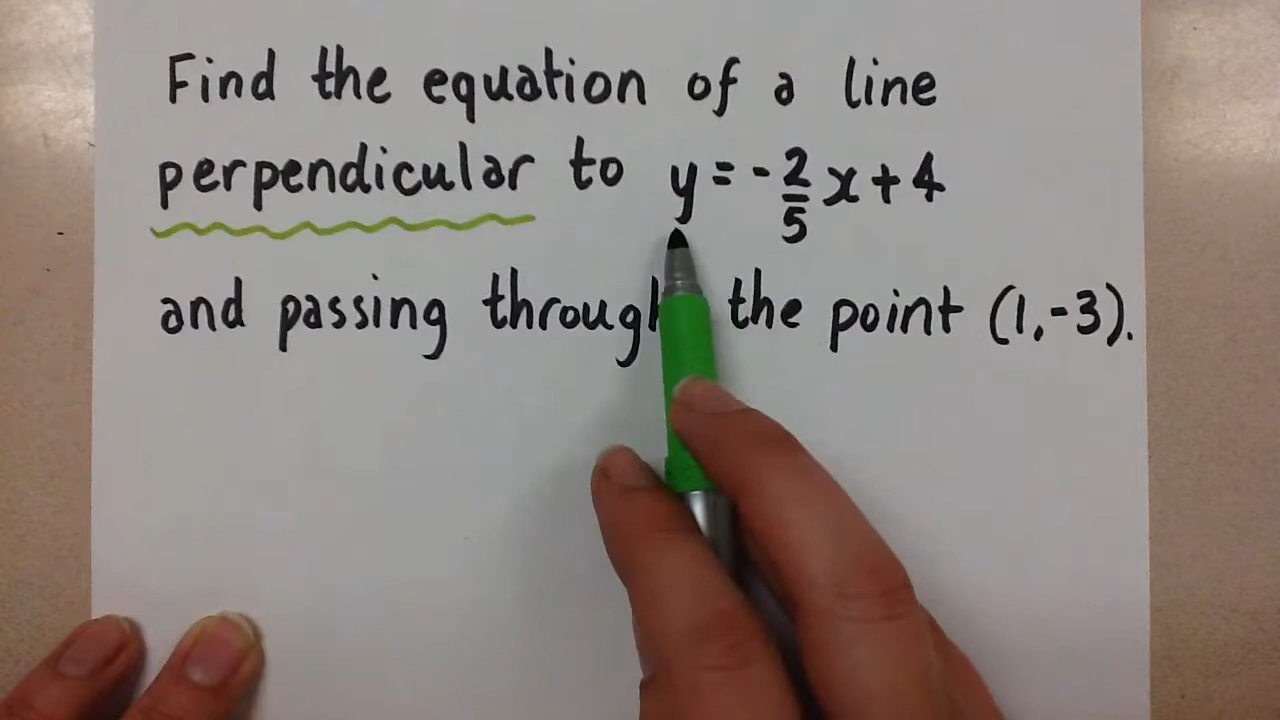 Find the equation of a line
perpendicular to y = -2/5 x + 4
and passing through the point (1,-3).